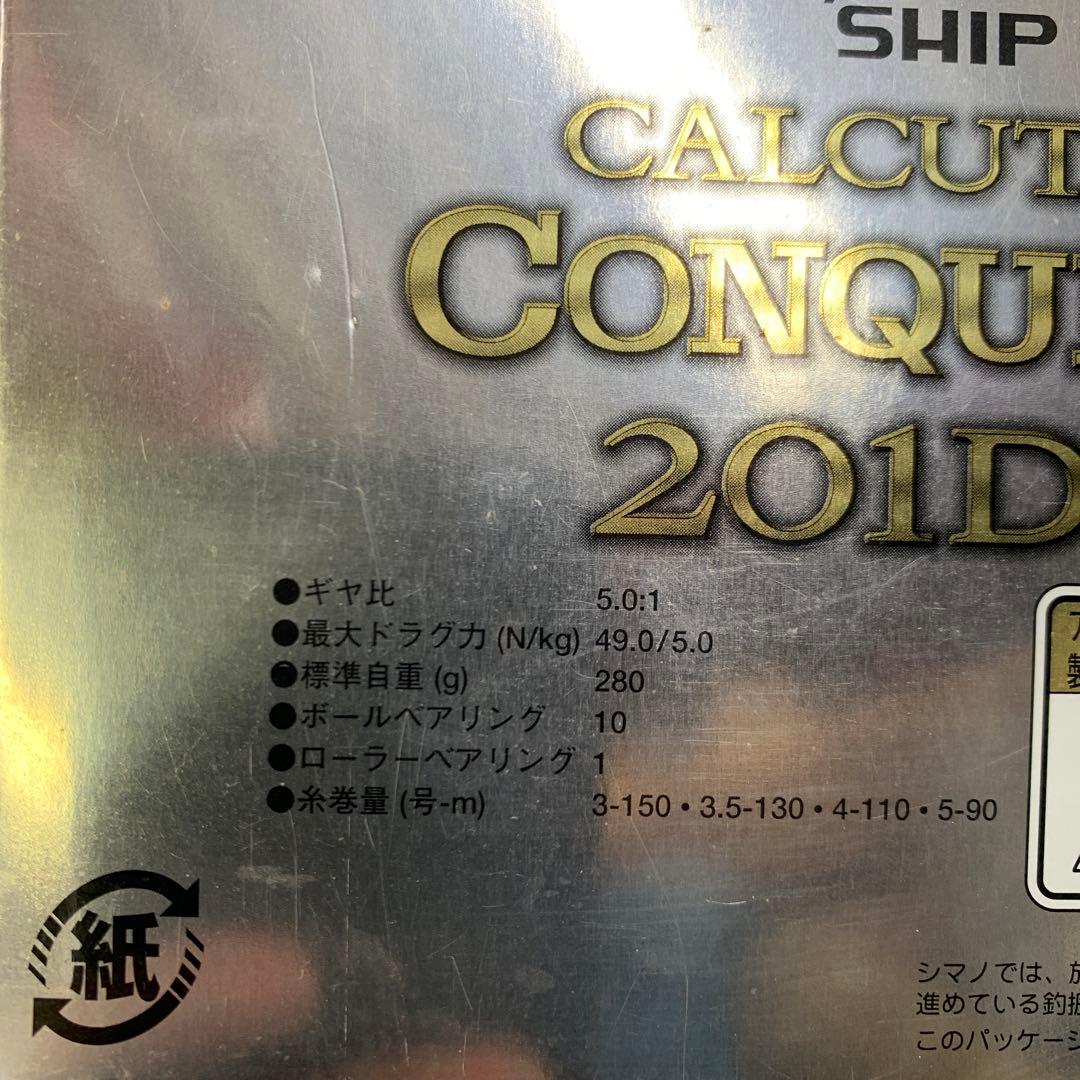 SHIP
CALCUT
CONQU
201D
●ギヤ比 5.0:1
●最大ドラグ力 (N/kg) 49.0/5.0
●標準自重 (g) 280
●ボールベアリング 10
●ローラーベアリング 1
●糸巻量 (号-m) 3-150・3.5-130・4-110・5-90
製
紙
シマノでは、
進めている釣
このパッケー